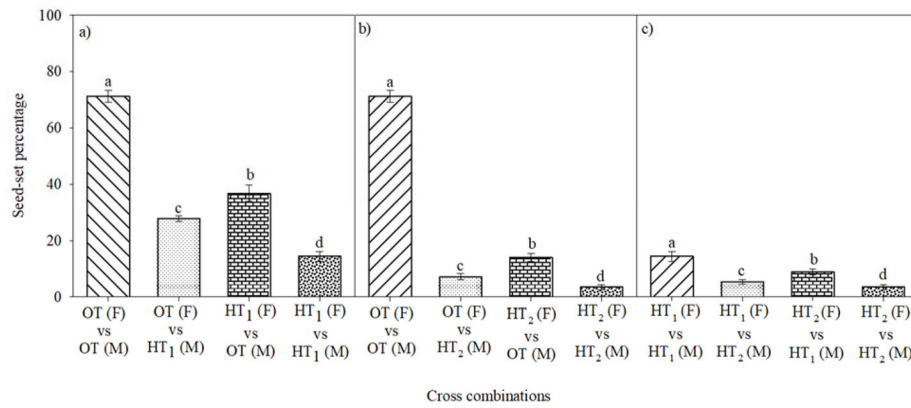 100
80
60
40
20
0
Seed-set percentage
a)
a
c
b
d
b)
a
c
b
d
c)
a
c
b
d
OT (F)
vs
OT (M)
OT (F)
vs
HT1 (M)
HT1 (F)
vs
OT (M)
HT1 (F)
vs
HT1 (M)
OT (F)
vs
OT (M)
OT (F)
vs
HT2 (M)
HT2 (F)
vs
OT (M)
HT2 (F)
vs
HT2 (M)
HT1 (F)
vs
HT1 (M)
HT1 (F)
vs
HT2 (M)
HT2 (F)
vs
HT1 (M)
HT2 (F)
vs
HT2 (M)
Cross combinations